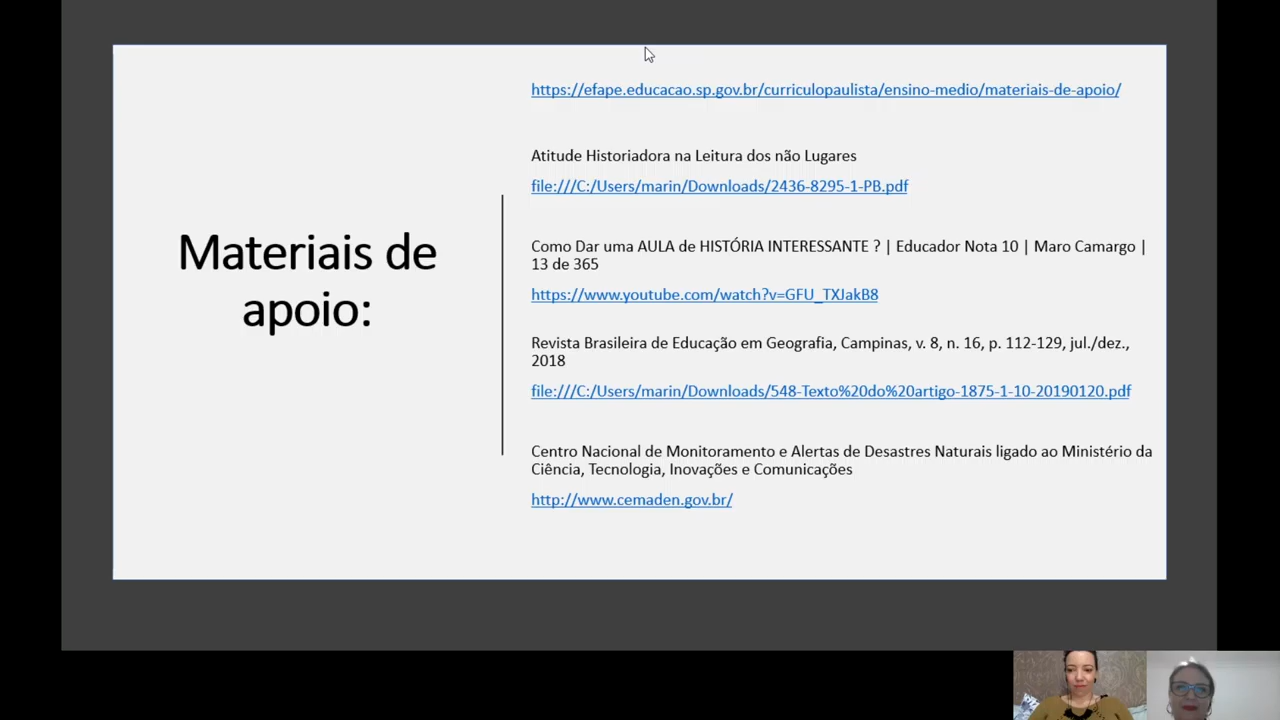 Materiais de
apoio:
https://efape.educacao.sp.gov.br/curriculopaulista/ensino-medio/materiais-de-apoio/
Atitude Historiadora na Leitura dos não Lugares
file:///C:/Users/marin/Downloads/2436-8295-1-PB.pdf
Como Dar uma AULA de HISTÓRIA INTERESSANTE ? | Educador Nota 10 | Maro Camargo |
13 de 365
https://www.youtube.com/watch?v=GFU_TXJakB8
Revista Brasileira de Educação em Geografia, Campinas, v. 8, n. 16, p. 112-129, jul./dez.,
2018
file:///C:/Users/marin/Downloads/548-Texto%20do%20artigo-1875-1-10-20190120.pdf
Centro Nacional de Monitoramento e Alertas de Desastres Naturais ligado ao Ministério da
Ciência, Tecnologia, Inovações e Comunicações
http://www.cemaden.gov.br/